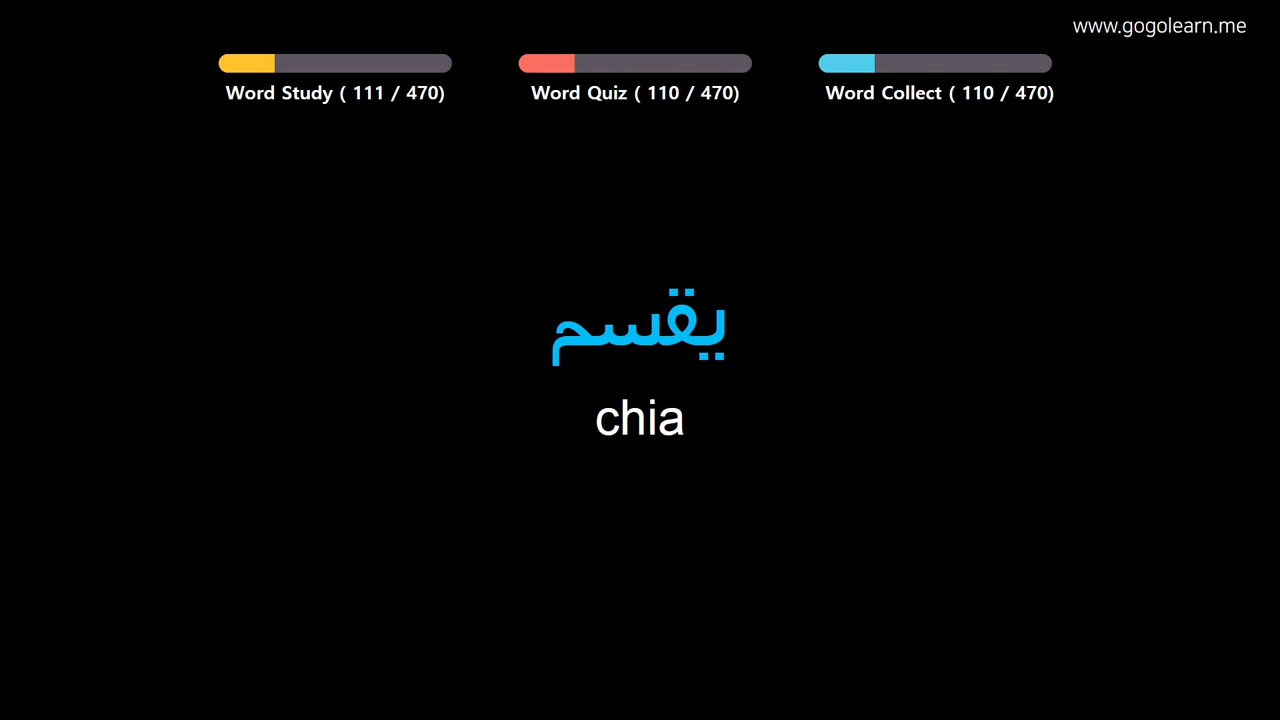 www.gogolearn.me
Word Study ( 111 / 470)
Word Quiz ( 110 / 470)
Word Collect ( 110 / 470)
يقسم
chia